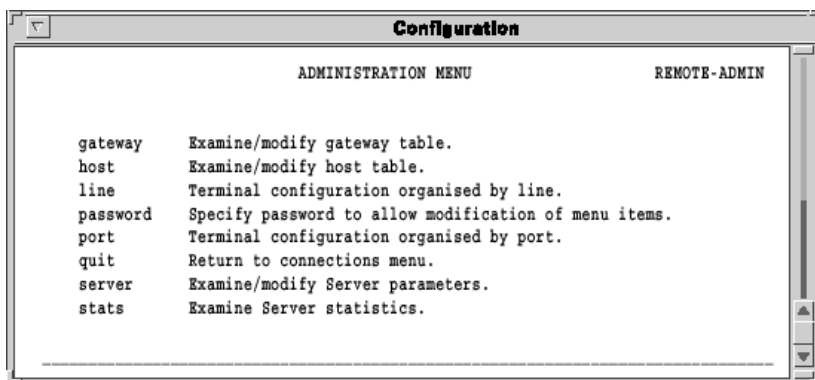 Configuration
ADMINISTRATION MENU REMOTE-ADMIN
gateway Examine/modify gateway table.
host Examine/modify host table.
line Terminal configuration organised by line.
password Specify password to allow modification of menu items.
port Terminal configuration organised by port.
quit Return to connections menu.
server Examine/modify Server parameters.
stats Examine Server statistics.